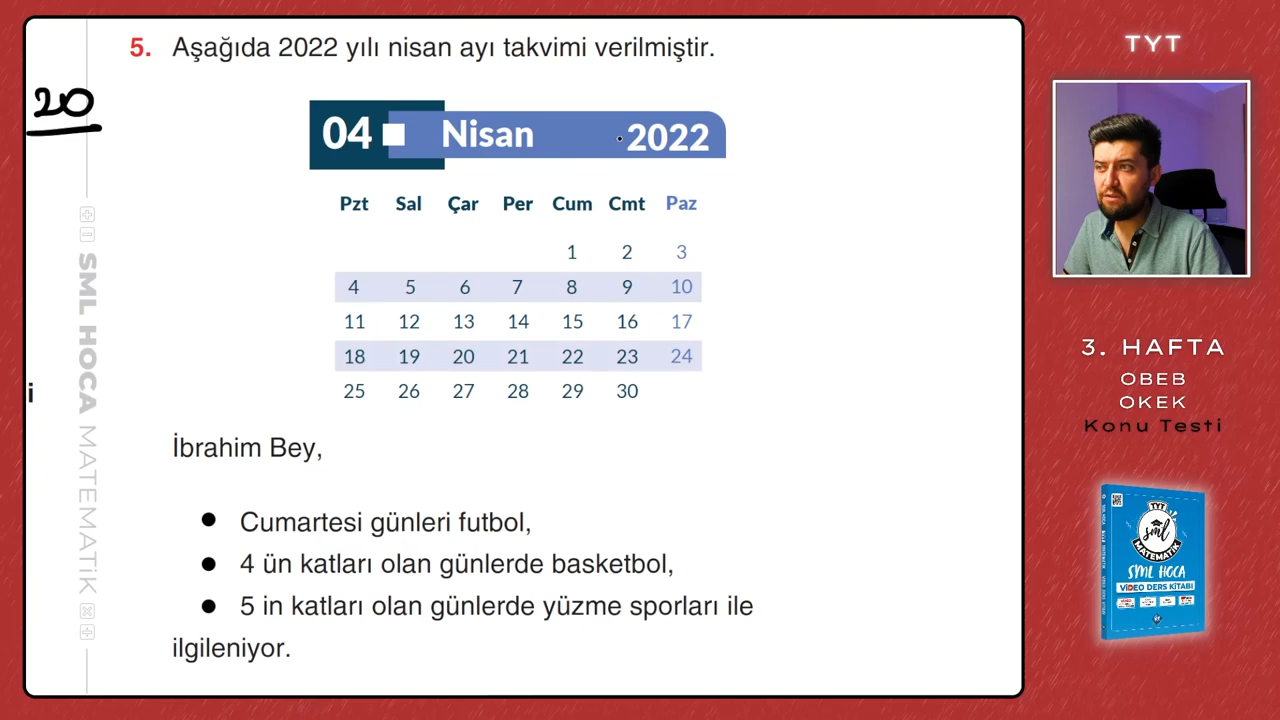 5. Aşağıda 2022 yılı nisan ayı takvimi verilmiştir.
20
04 Nisan 2022
Pzt Sal Çar Per Cum Cmt Paz
1 2 3
4 5 6 7 8 9 10
11 12 13 14 15 16 17
18 19 20 21 22 23 24
25 26 27 28 29 30
i
İbrahim Bey,
● Cumartesi günleri futbol,
● 4 ün katları olan günlerde basketbol,
● 5 in katları olan günlerde yüzme sporları ile
ilgileniyor.
SML HOCA MATEMATİK
TYT
3. HAFTA
OBEB
OKEK
Konu Testi
TYT
sml
MATEMATİK
SML HOCA
VİDEO DERS KİTABI